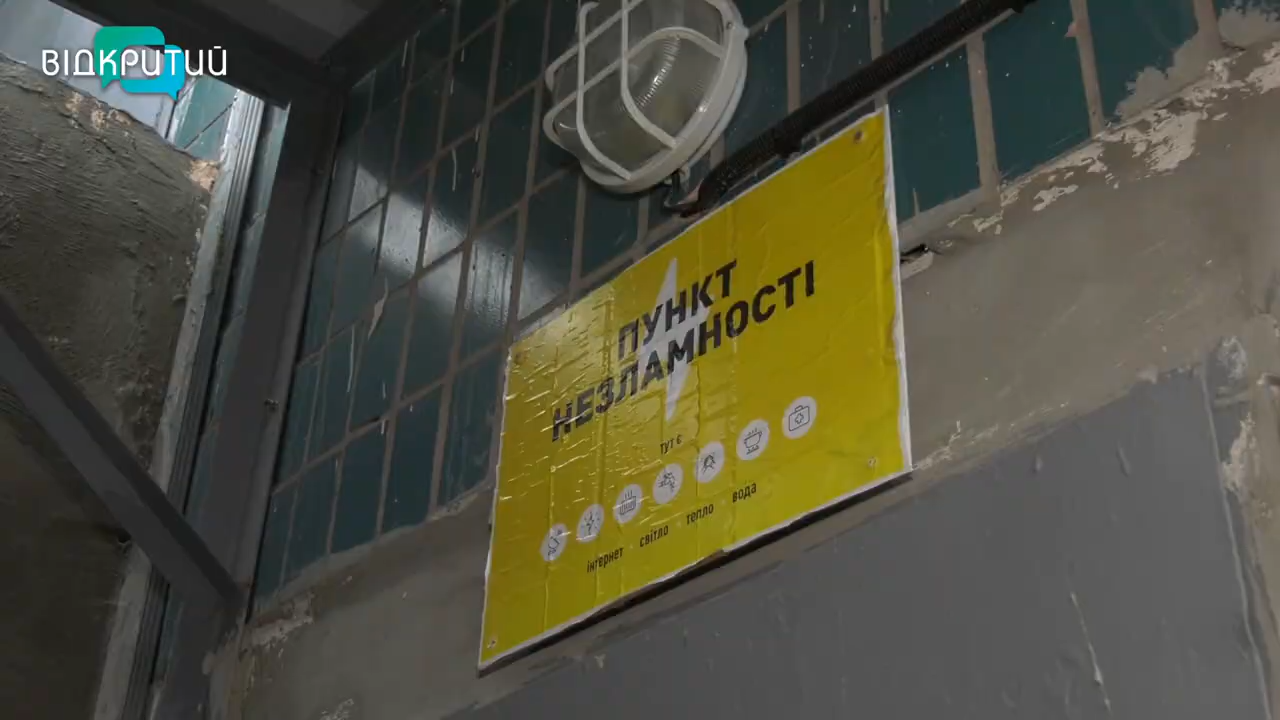 ВІДКРИТИЙ
ПУНКТ
НЕЗЛАМНОСТІ
Тут є
інтернет світло тепло вода